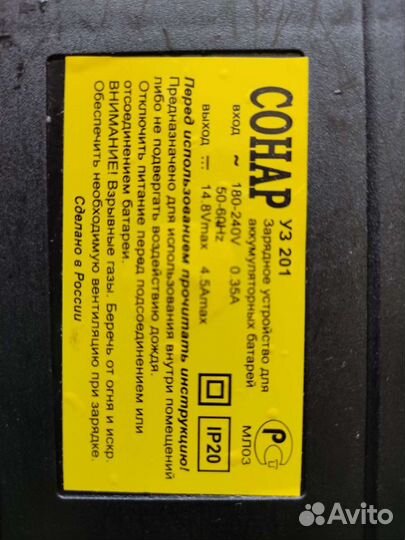 СОНАР
УЗ 201
Зарядное устройство для
аккумуляторных батарей
МЛ03
вход ~ 180-240V 0.35A
50-60Hz
выход 14.8Vmax 4.5Amax
IP20
Перед использованием прочитать инструкцию!
Предназначено для использования внутри помещений
либо не подвергать воздействию дождя.
Отключить питание перед подсоединением или
отсоединением батареи.
ВНИМАНИЕ! Взрывные газы. Беречь от огня и искр.
Обеспечить необходимую вентиляцию при зарядке.
Сделано в России
Avito